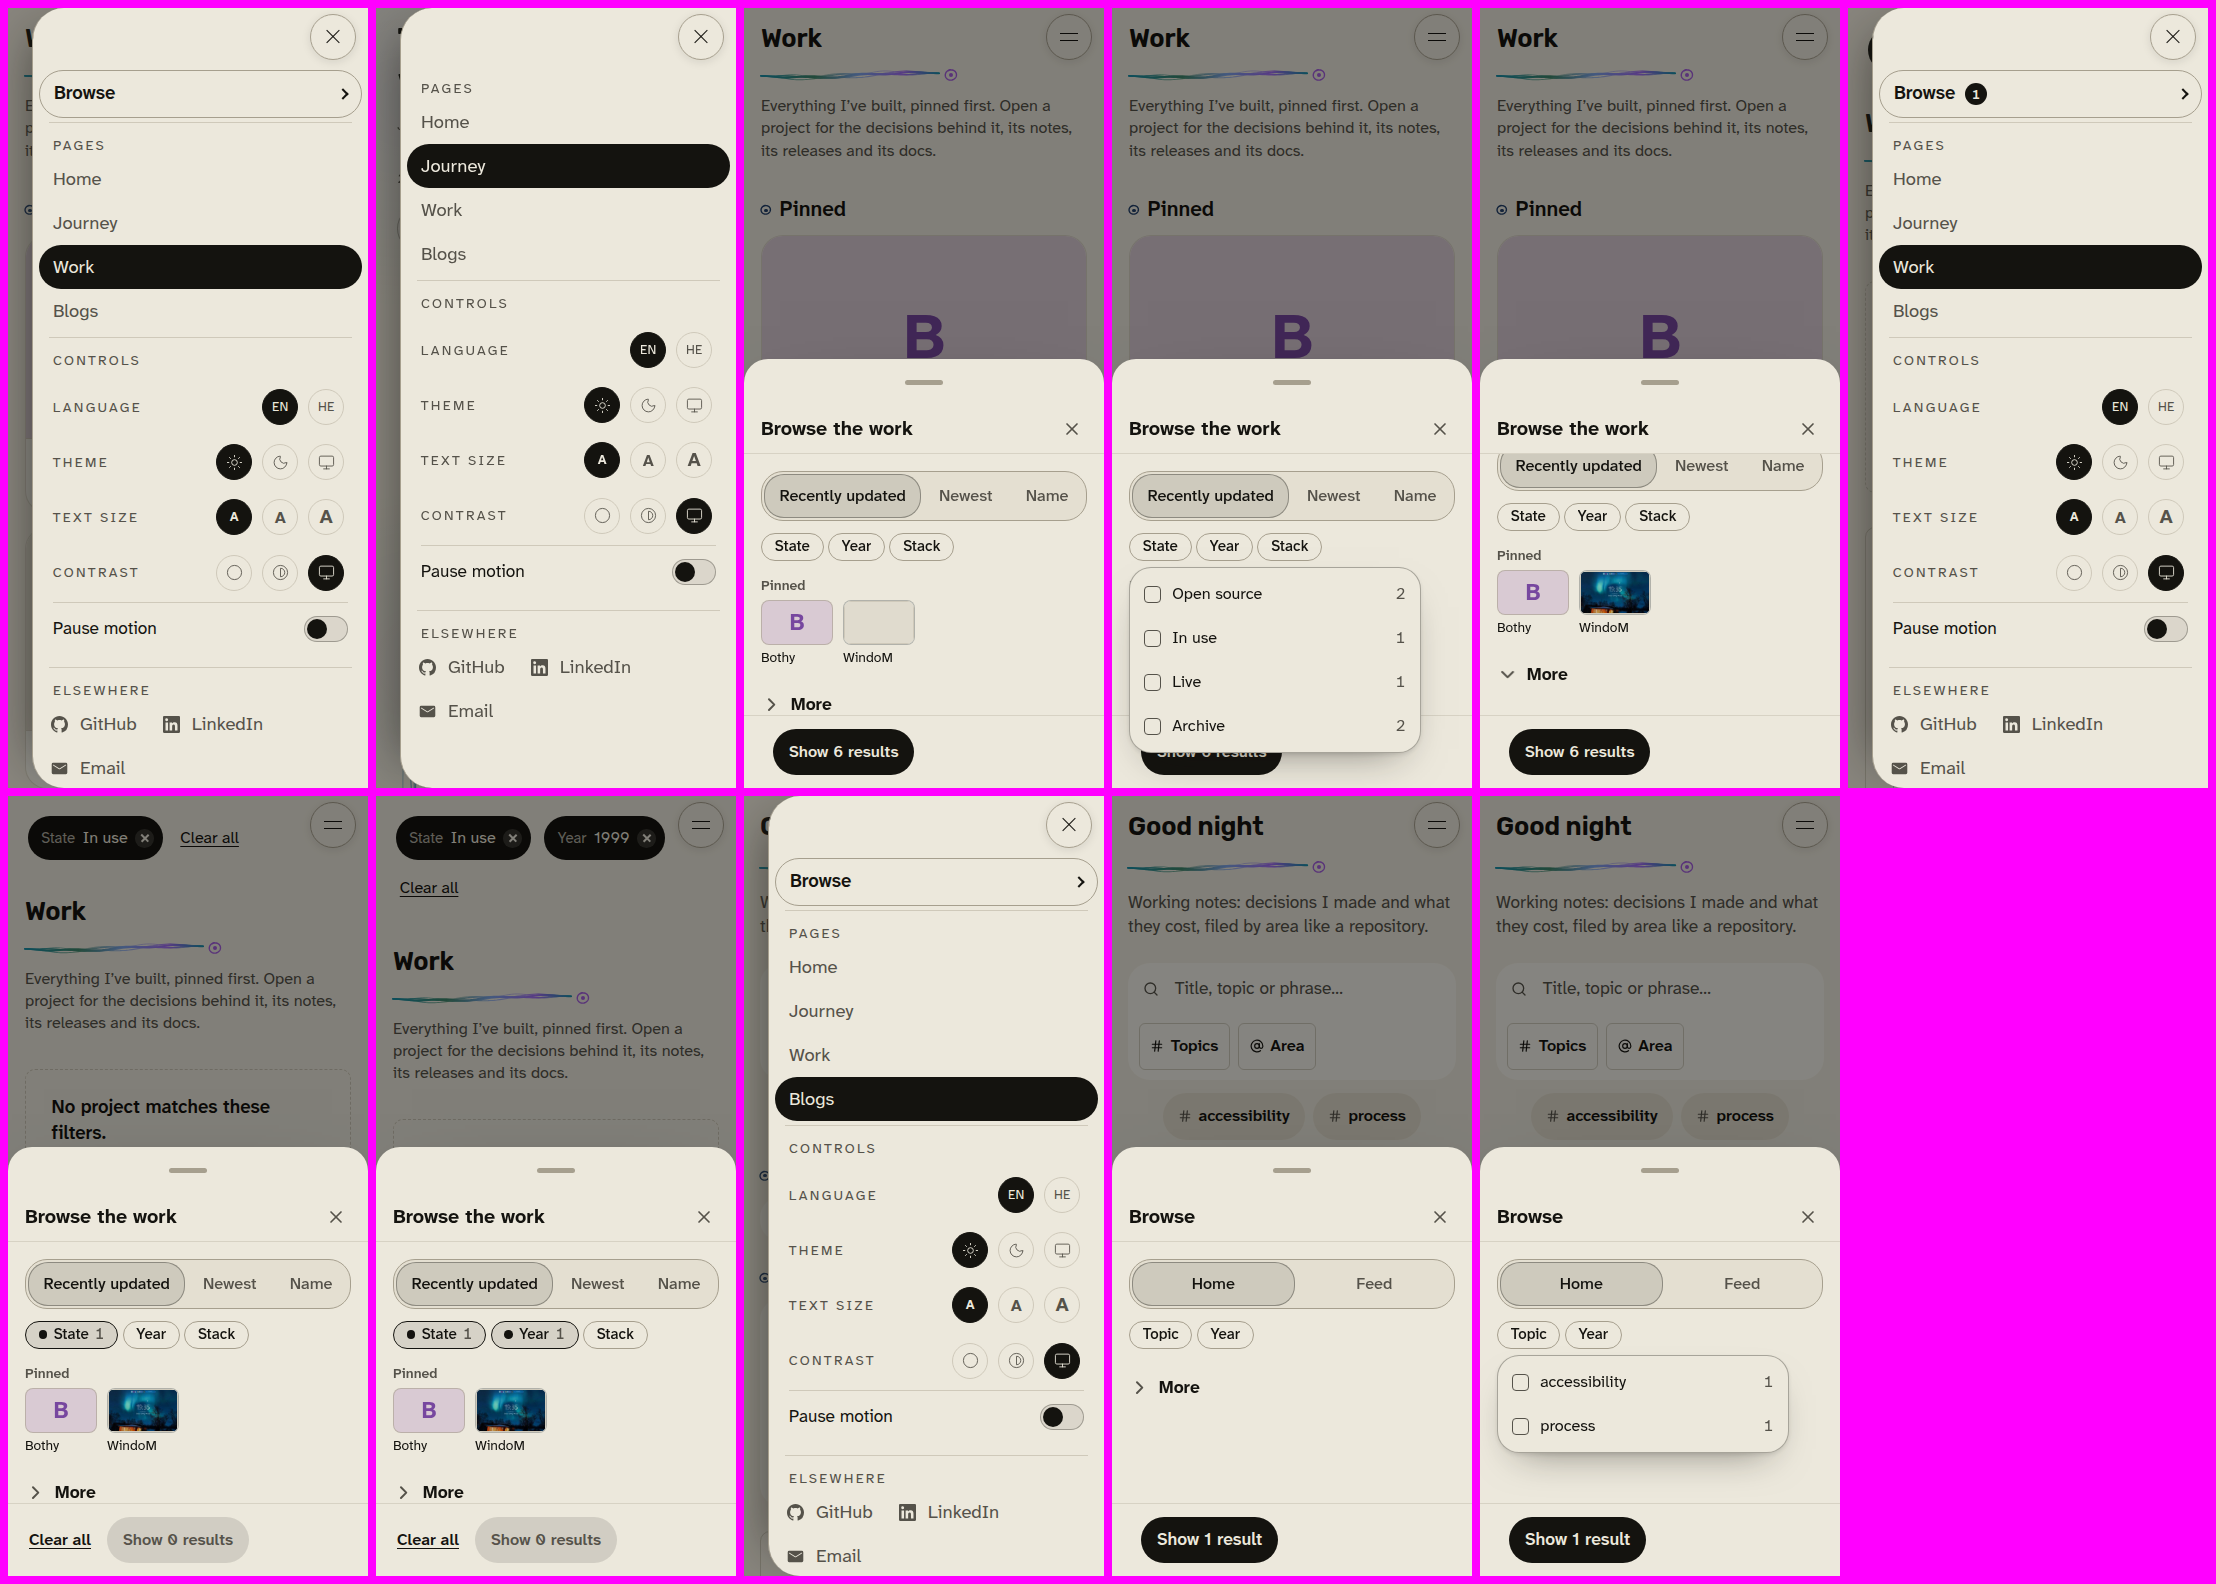 Browse
PAGES
Home
Journey
Work
Blogs
CONTROLS
LANGUAGE EN HE
THEME
TEXT SIZE A A A
CONTRAST
Pause motion
ELSEWHERE
GitHub LinkedIn
Email
PAGES
Home
Journey
Work
Blogs
CONTROLS
LANGUAGE EN HE
THEME
TEXT SIZE A A A
CONTRAST
Pause motion
ELSEWHERE
GitHub LinkedIn
Email
Work
Everything I've built, pinned first. Open a
project for the decisions behind it, its notes,
its releases and its docs.
Pinned
B
Browse the work
Recently updated Newest Name
State Year Stack
Pinned
B
Bothy WindoM
More
Show 6 results
Work
Everything I've built, pinned first. Open a
project for the decisions behind it, its notes,
its releases and its docs.
Pinned
B
Browse the work
Recently updated Newest Name
State Year Stack
Open source 2
In use 1
Live 1
Archive 2
Show 6 results
Work
Everything I've built, pinned first. Open a
project for the decisions behind it, its notes,
its releases and its docs.
Pinned
B
Browse the work
Recently updated Newest Name
State Year Stack
Pinned
B
Bothy WindoM
More
Show 6 results
Browse 1
PAGES
Home
Journey
Work
Blogs
CONTROLS
LANGUAGE EN HE
THEME
TEXT SIZE A A A
CONTRAST
Pause motion
ELSEWHERE
GitHub LinkedIn
Email
State In use Clear all
Work
Everything I've built, pinned first. Open a
project for the decisions behind it, its notes,
its releases and its docs.
No project matches these
filters.
Browse the work
Recently updated Newest Name
State 1 Year Stack
Pinned
B
Bothy WindoM
More
Clear all Show 0 results
State In use Year 1999
Clear all
Work
Everything I've built, pinned first. Open a
project for the decisions behind it, its notes,
its releases and its docs.
Browse the work
Recently updated Newest Name
State 1 Year 1 Stack
Pinned
B
Bothy WindoM
More
Clear all Show 0 results
Browse
PAGES
Home
Journey
Work
Blogs
CONTROLS
LANGUAGE EN HE
THEME
TEXT SIZE A A A
CONTRAST
Pause motion
ELSEWHERE
GitHub LinkedIn
Email
Good night
Working notes: decisions I made and what
they cost, filed by area like a repository.
Title, topic or phrase...
# Topics @ Area
# accessibility # process
Browse
Home Feed
Topic Year
More
Show 1 result
Good night
Working notes: decisions I made and what
they cost, filed by area like a repository.
Title, topic or phrase...
# Topics @ Area
# accessibility # process
Browse
Home Feed
Topic Year
accessibility 1
process 1
Show 1 result